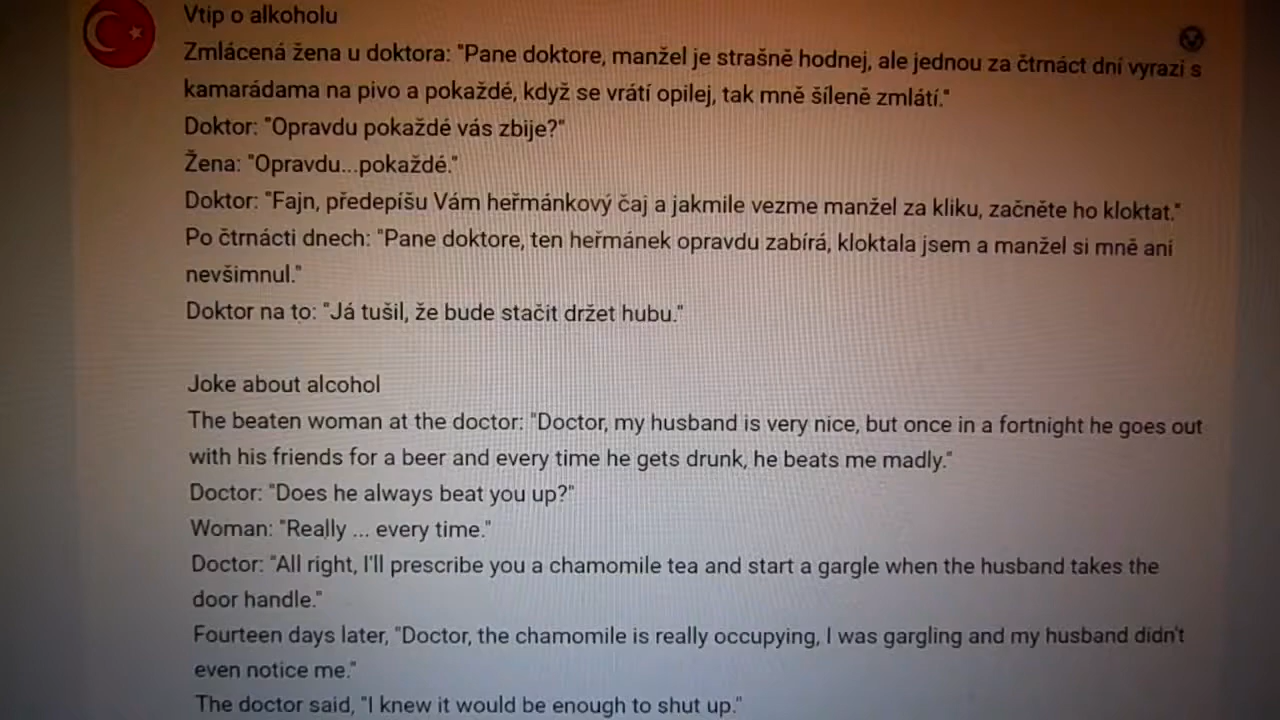 Vtip o alkoholu
Zmlácená žena u doktora: "Pane doktore, manžel je strašně hodnej, ale jednou za čtrnáct dní vyrazí s
kamarádama na pivo a pokaždé, když se vrátí opilej, tak mně šíleně zmlátí."
Doktor: "Opravdu pokaždé vás zbije?"
Žena: "Opravdu...pokaždé."
Doktor: "Fajn, předepíšu Vám heřmánkový čaj a jakmile vezme manžel za kliku, začněte ho kloktat."
Po čtrnácti dnech: "Pane doktore, ten heřmánek opravdu zabírá, kloktala jsem a manžel si mně ani
nevšimnul."
Doktor na to: "Já tušil, že bude stačit držet hubu."
Joke about alcohol
The beaten woman at the doctor: "Doctor, my husband is very nice, but once in a fortnight he goes out
with his friends for a beer and every time he gets drunk, he beats me madly."
Doctor: "Does he always beat you up?"
Woman: "Really ... every time."
Doctor: "All right, I'll prescribe you a chamomile tea and start a gargle when the husband takes the
door handle."
Fourteen days later, "Doctor, the chamomile is really occupying, I was gargling and my husband didn't
even notice me."
The doctor said, "I knew it would be enough to shut up."